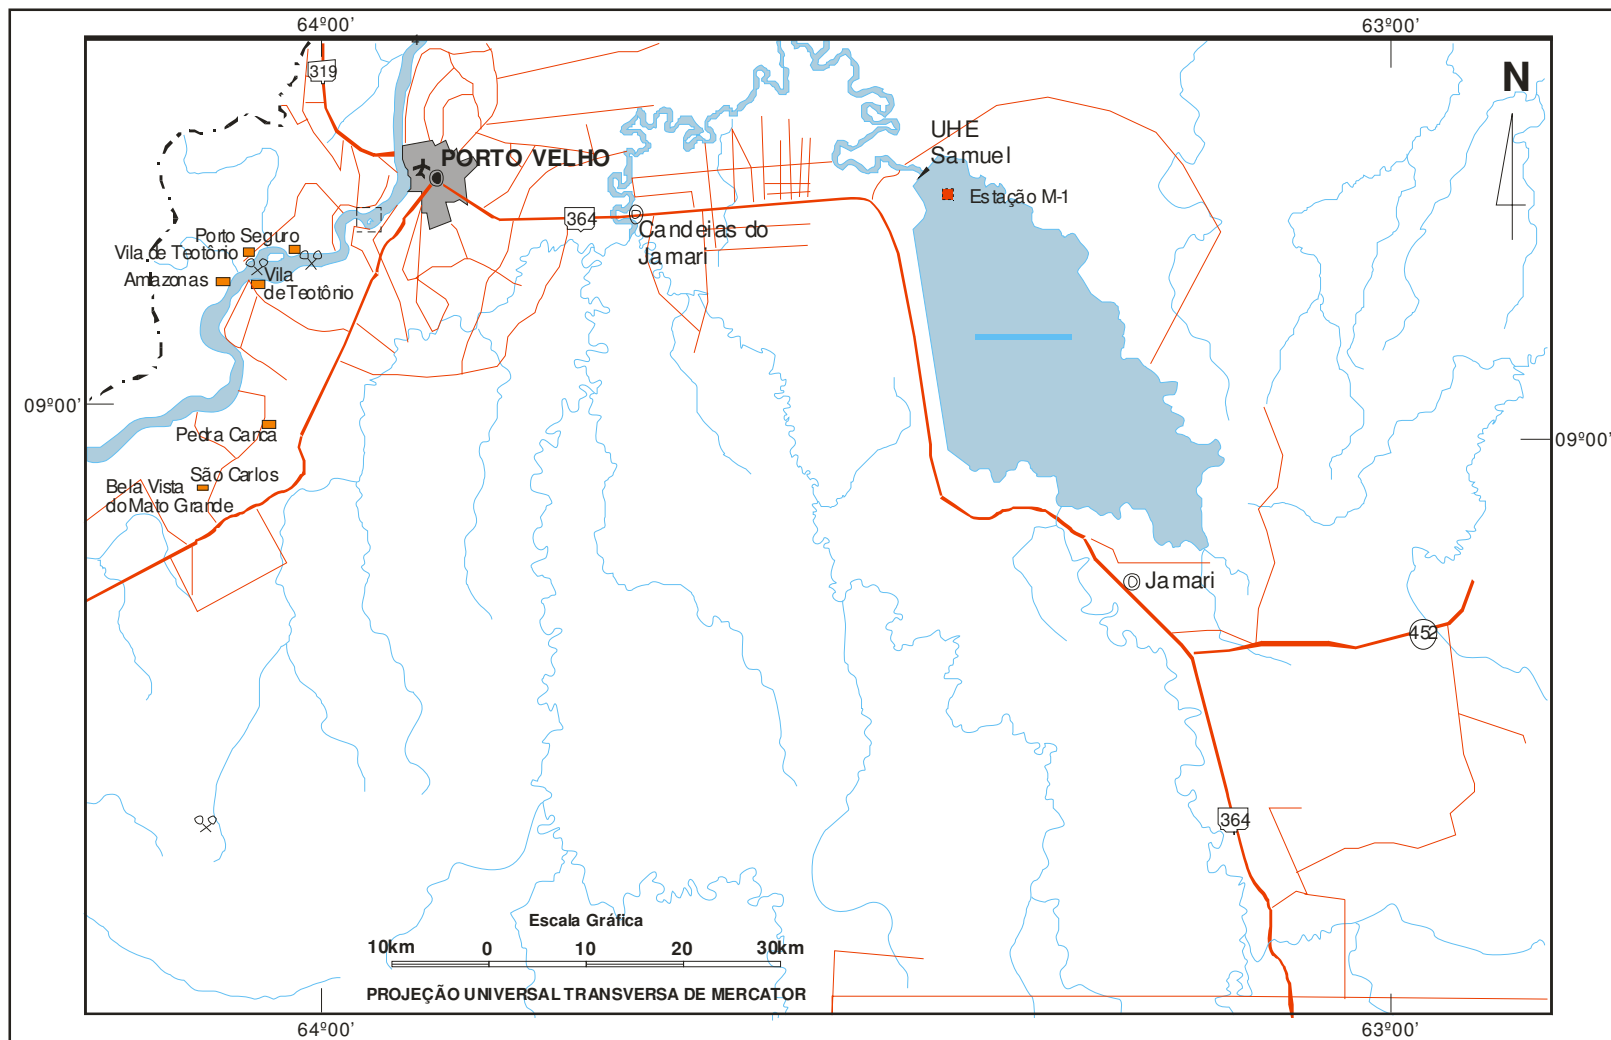 64º00'
63º00'
319
N
UHE
Samuel
PORTO VELHO
Estação M-1
364
Candeias do
Jamari
Porto Seguro
Vila de Teotônio
Amazonas
Vila
de Teotônio
09º00'
Pedra Canca
09º00'
São Carlos
Bela Vista
do Mato Grande
Jamari
452
364
Escala Gráfica
10km 0 10 20 30km
PROJEÇÃO UNIVERSAL TRANSVERSA DE MERCATOR
64º00'
63º00'